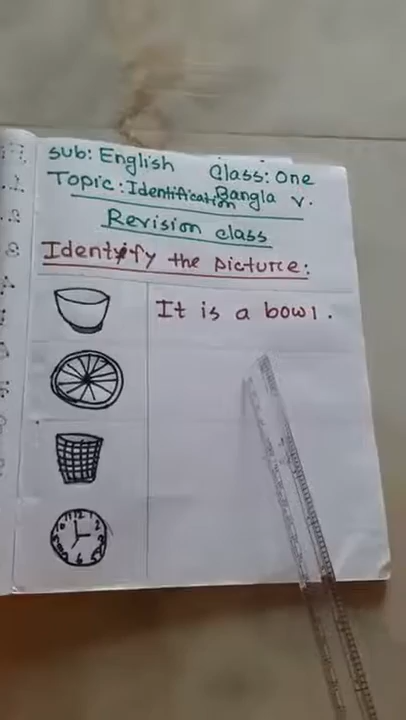 sub: English Class: One
Topic: Identification Bangla v.
Revision class
Identify the picture:
It is a bowl.